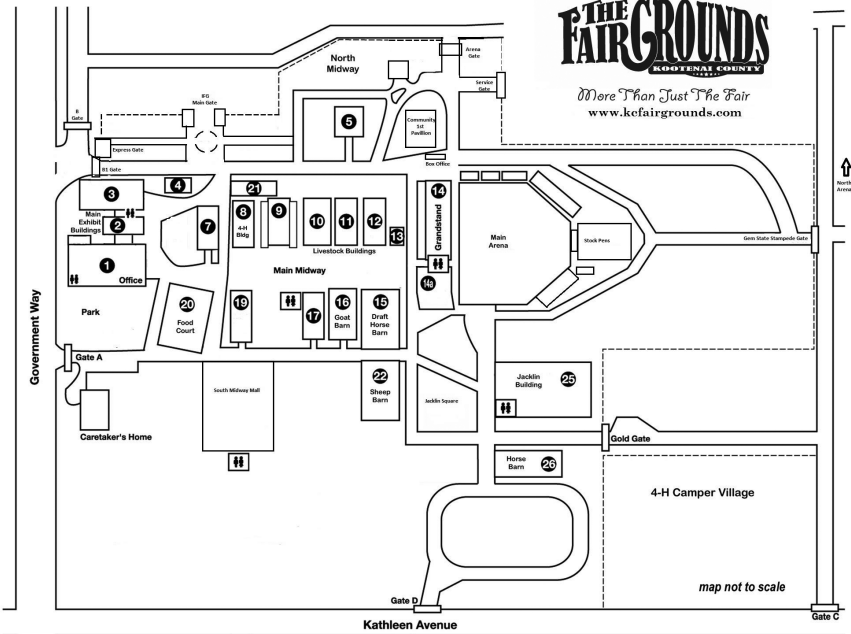 THE
FAIRGROUNDS
KOOTENAI COUNTY
More Than Just The Fair
www.kcfairgrounds.com
North
Midway
Arena
Gate
Service
Gate
IFG
Main Gate
B
Gate
5
Community
1st
Pavilion
Express Gate
Box Office
B1 Gate
North
Arena
3
4
21
14
Main
Exhibit
Buildings
2
7
8
4-H
Bldg
9
10
11
12
13
Grandstand
Main
Arena
Stock Pens
Gem State Stampede Gate
Livestock Buildings
1
Office
Main Midway
14a
Park
20
Food
Court
19
17
16
Goat
Barn
15
Draft
Horse
Barn
Government Way
Gate A
South Midway Mall
22
Sheep
Barn
Jacklin Square
Jacklin
Building
25
Caretaker's Home
Gold Gate
Horse
Barn
26
4-H Camper Village
map not to scale
Gate D
Gate C
Kathleen Avenue